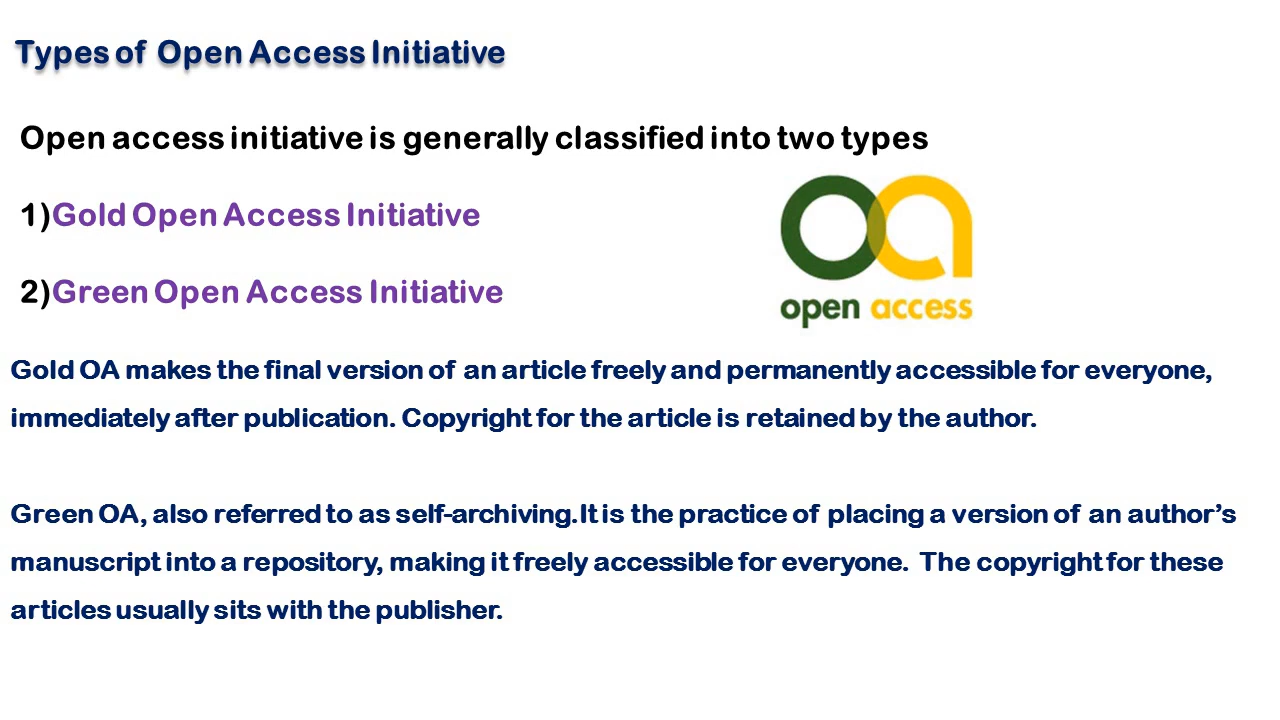 Types of Open Access Initiative
Open access initiative is generally classified into two types
1)Gold Open Access Initiative
2)Green Open Access Initiative
oa
open access
Gold OA makes the final version of an article freely and permanently accessible for everyone,
immediately after publication. Copyright for the article is retained by the author.
Green OA, also referred to as self-archiving.It is the practice of placing a version of an author’s
manuscript into a repository, making it freely accessible for everyone. The copyright for these
articles usually sits with the publisher.